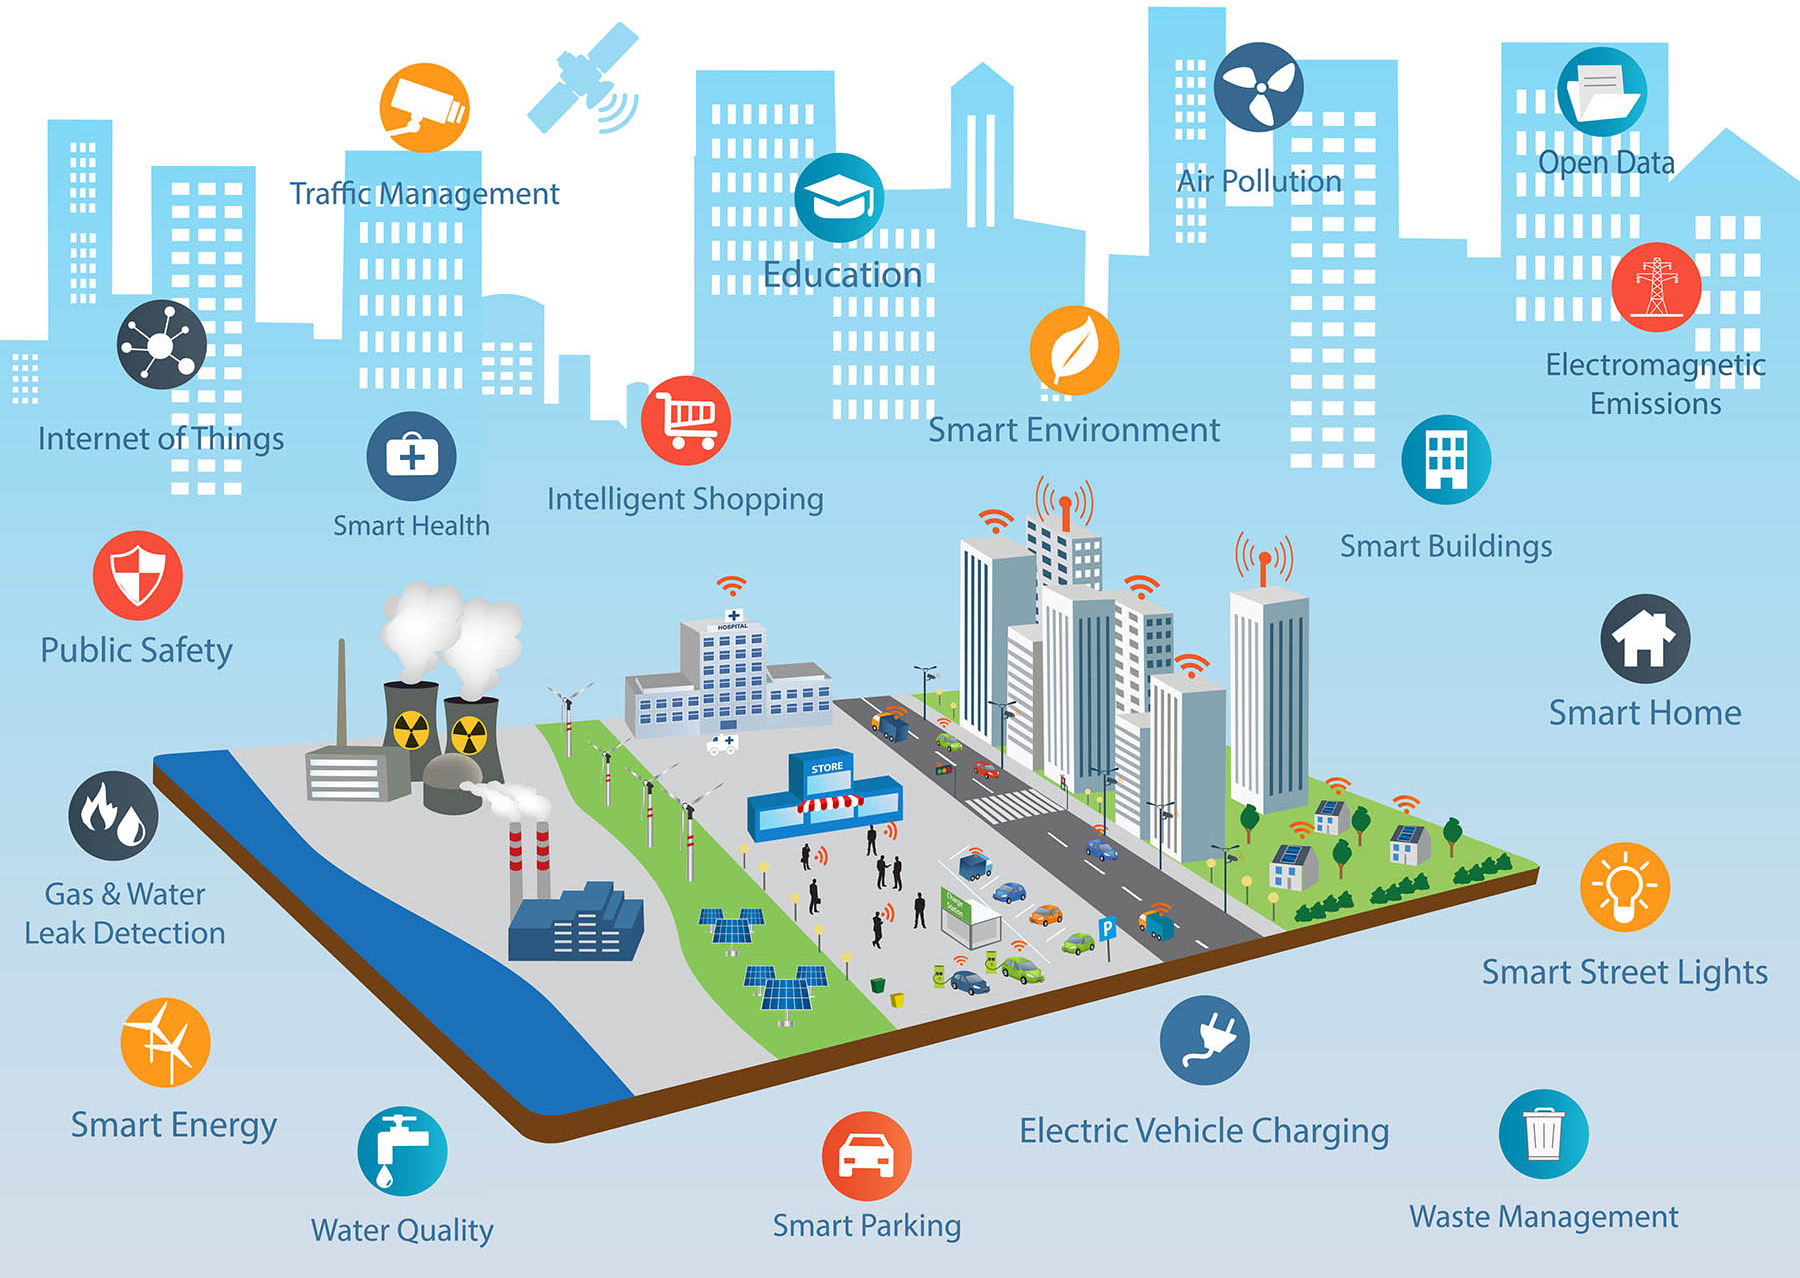 Traffic Management
Education
Air Pollution
Open Data
Electromagnetic
Emissions
Internet of Things
Smart Health
Intelligent Shopping
Smart Environment
Smart Buildings
Public Safety
HOSPITAL
Smart Home
STORE
Gas & Water
Leak Detection
Charge
Station
P
Smart Street Lights
Smart Energy
Electric Vehicle Charging
Water Quality
Smart Parking
Waste Management